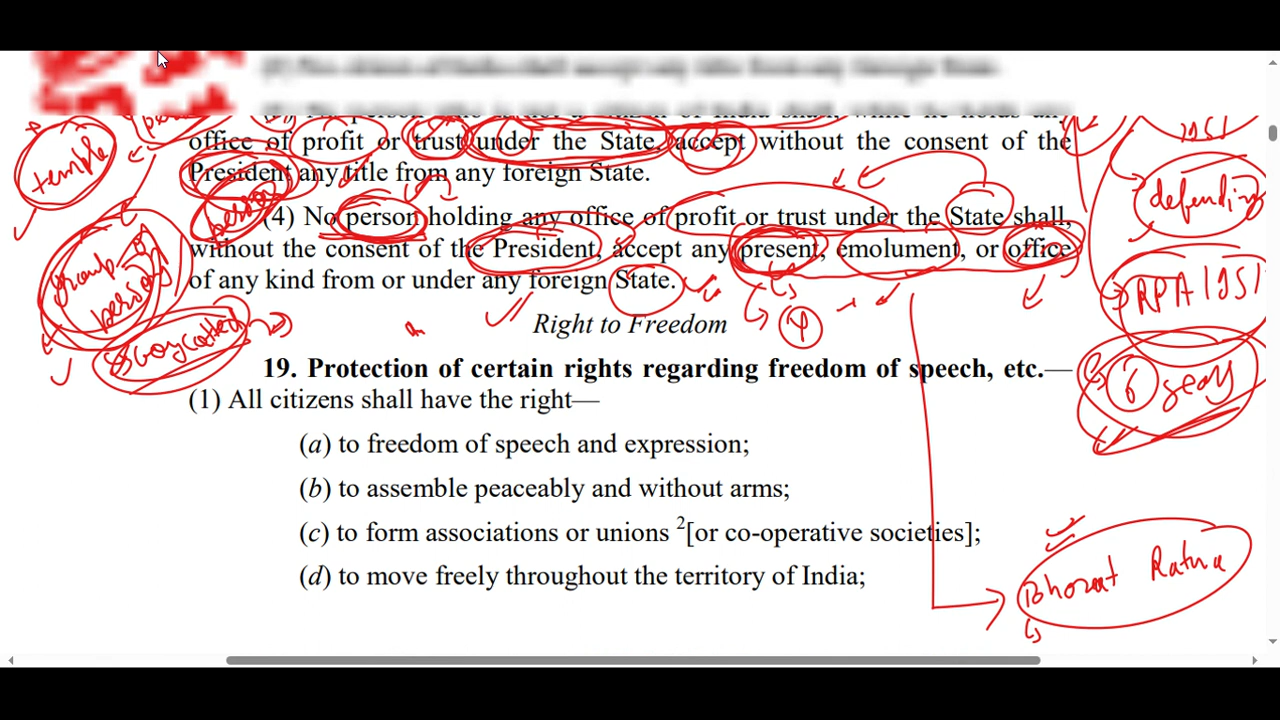 office of profit or trust under the State, accept without the consent of the
President any title from any foreign State.
(4) No person holding any office of profit or trust under the State shall,
without the consent of the President, accept any present, emolument, or office
of any kind from or under any foreign State.
Right to Freedom
19. Protection of certain rights regarding freedom of speech, etc.—
(1) All citizens shall have the right—
(a) to freedom of speech and expression;
(b) to assemble peaceably and without arms;
(c) to form associations or unions 2[or co-operative societies];
(d) to move freely throughout the territory of India;
temple
person
group of
persons
boycotted
4
1951
defending
RPA 1951
6 years
Bharat Ratna